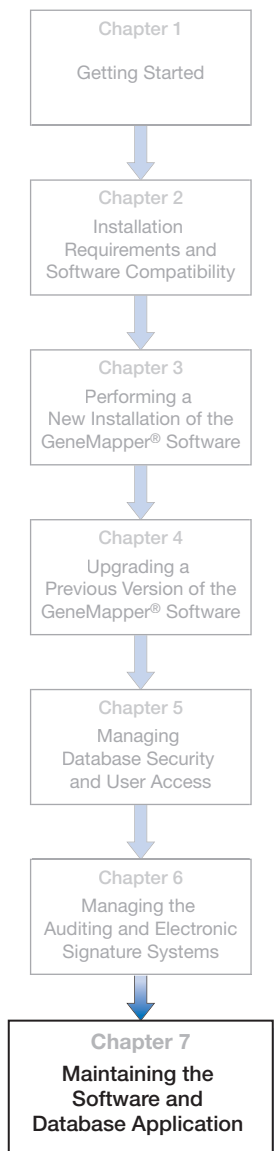 Chapter 1
Getting Started
Chapter 2
Installation
Requirements and
Software Compatibility
Chapter 3
Performing a
New Installation of the
GeneMapper® Software
Chapter 4
Upgrading a
Previous Version of the
GeneMapper® Software
Chapter 5
Managing
Database Security
and User Access
Chapter 6
Managing the
Auditing and Electronic
Signature Systems
Chapter 7
Maintaining the
Software and
Database Application